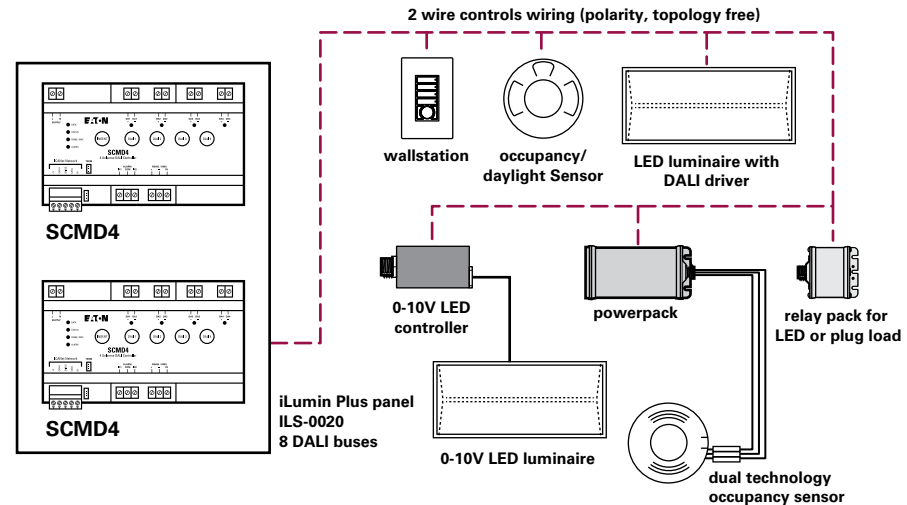 2 wire controls wiring (polarity, topology free)
wallstation
occupancy/
daylight Sensor
LED luminaire with
DALI driver
E.T.N
SCMD4
SCMD4
0-10V LED
controller
powerpack
relay pack for
LED or plug load
E.T.N
SCMD4
SCMD4
iLumin Plus panel
ILS-0020
8 DALI buses
0-10V LED luminaire
dual technology
occupancy sensor